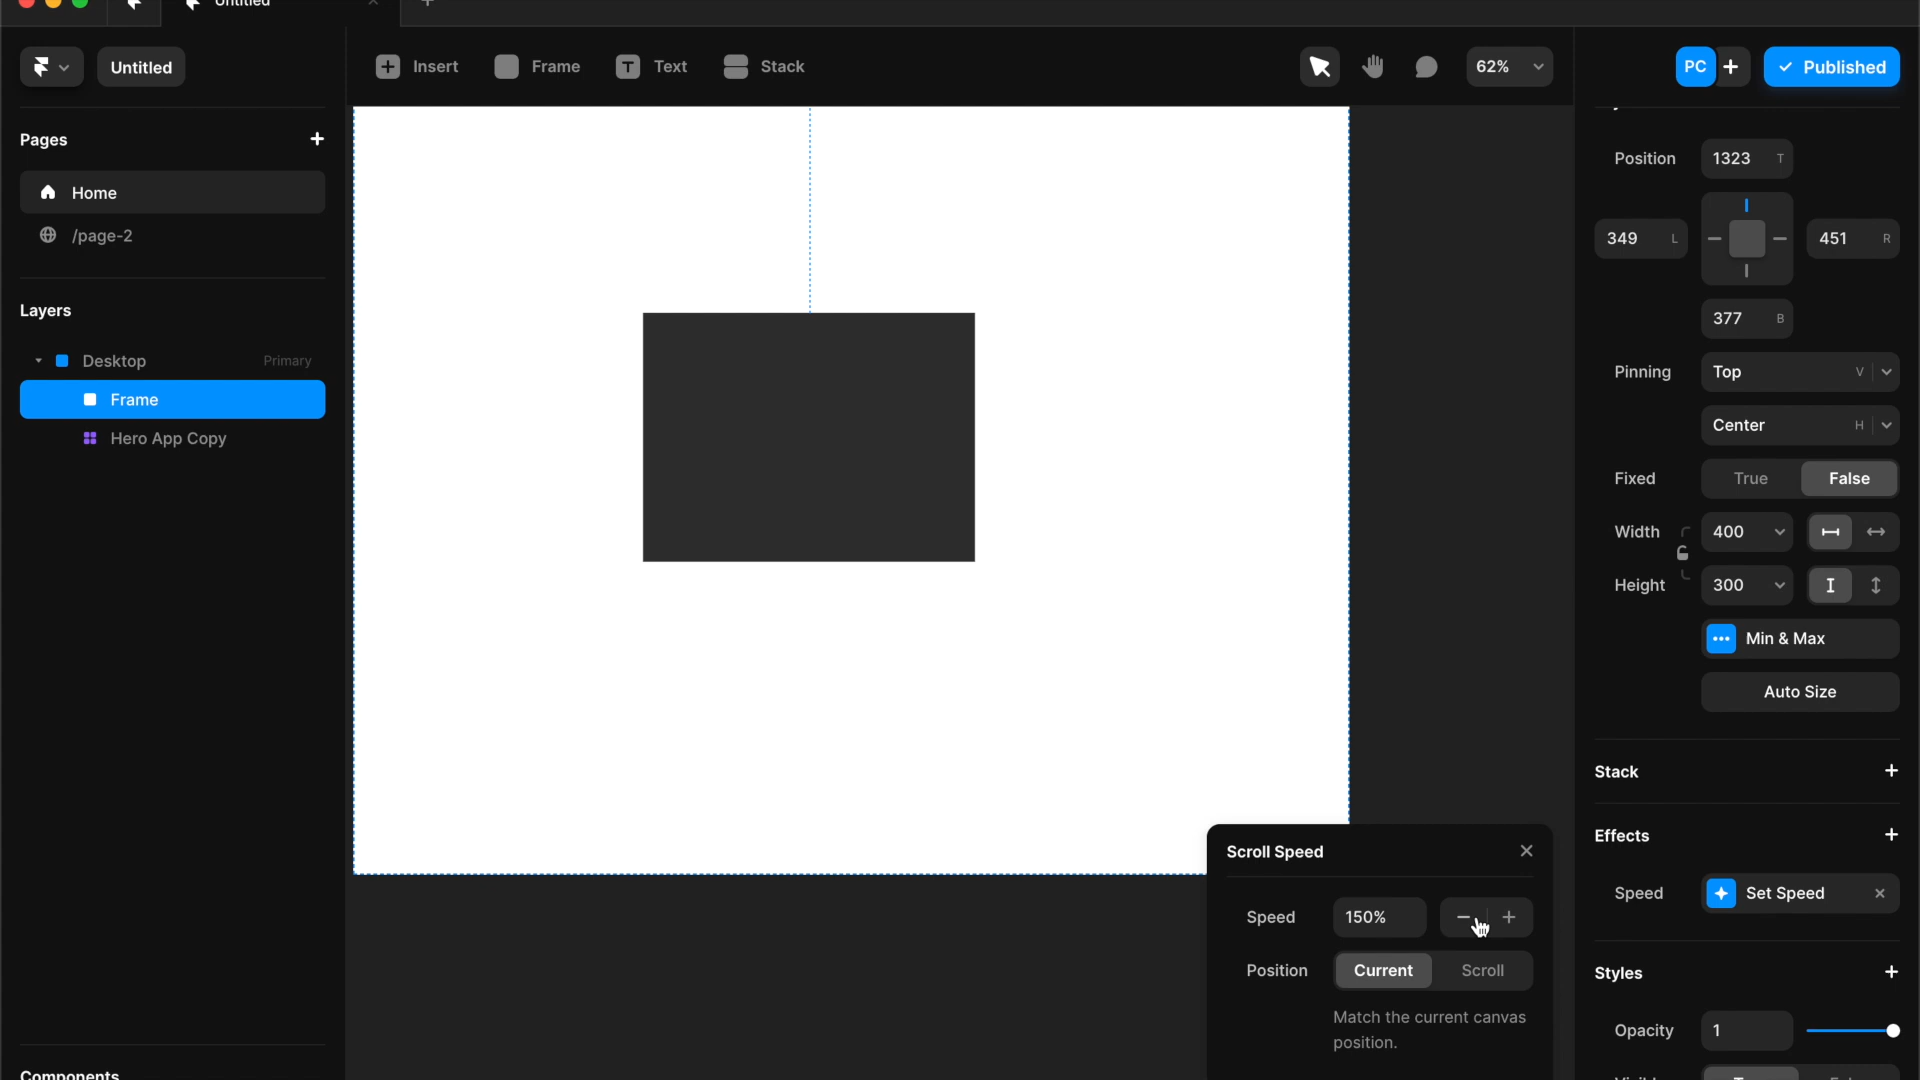 Untitled
Untitled
Insert
Frame
Text
Stack
62%
PC
Published
Pages
Home
/page-2
Layers
Desktop
Primary
Frame
Hero App Copy
Components
Position
1323 T
349 L
451 R
377 B
Pinning
Top V
Center H
Fixed
True
False
Width
400
Height
300
Min & Max
Auto Size
Stack
Effects
Speed
Set Speed
Styles
Opacity
1
Scroll Speed
Speed
150%
Position
Current
Scroll
Match the current canvas
position.